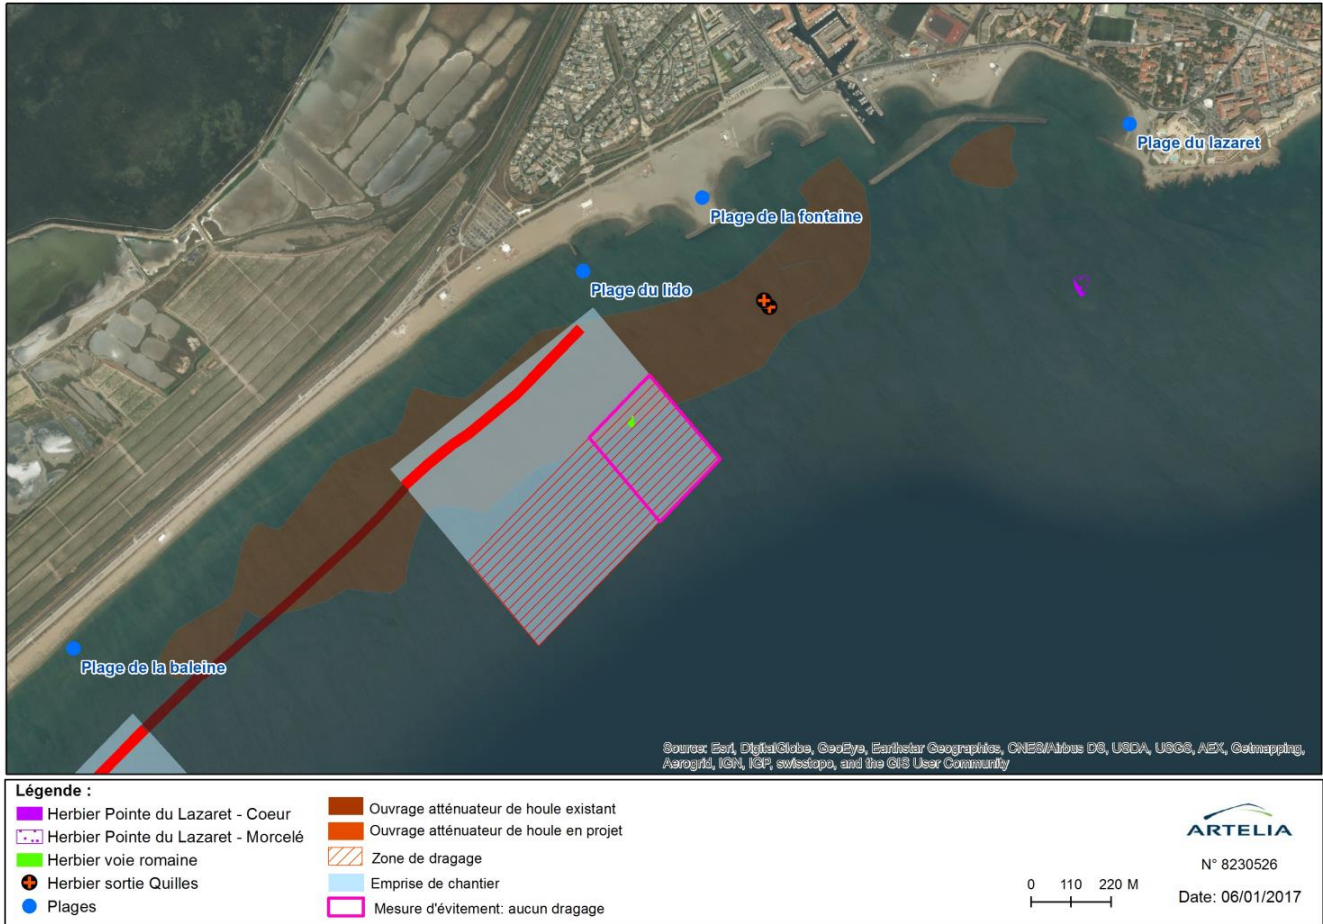 Plage du lazaret
Plage de la fontaine
Plage du lido
Plage de la baleine
Source: Esri, DigitalGlobe, GeoEye, Earthstar Geographics, CNES/Airbus DS, USDA, USGS, AEX, Getmapping,
Aerogrid, IGN, IGP, swisstopo, and the GIS User Community
Légende :
Herbier Pointe du Lazaret - Coeur
Herbier Pointe du Lazaret - Morcelé
Herbier voie romaine
Herbier sortie Quilles
Plages
Ouvrage atténuateur de houle existant
Ouvrage atténuateur de houle en projet
Zone de dragage
Emprise de chantier
Mesure d'évitement: aucun dragage
0 110 220 M
ARTELIA
N° 8230526
Date: 06/01/2017